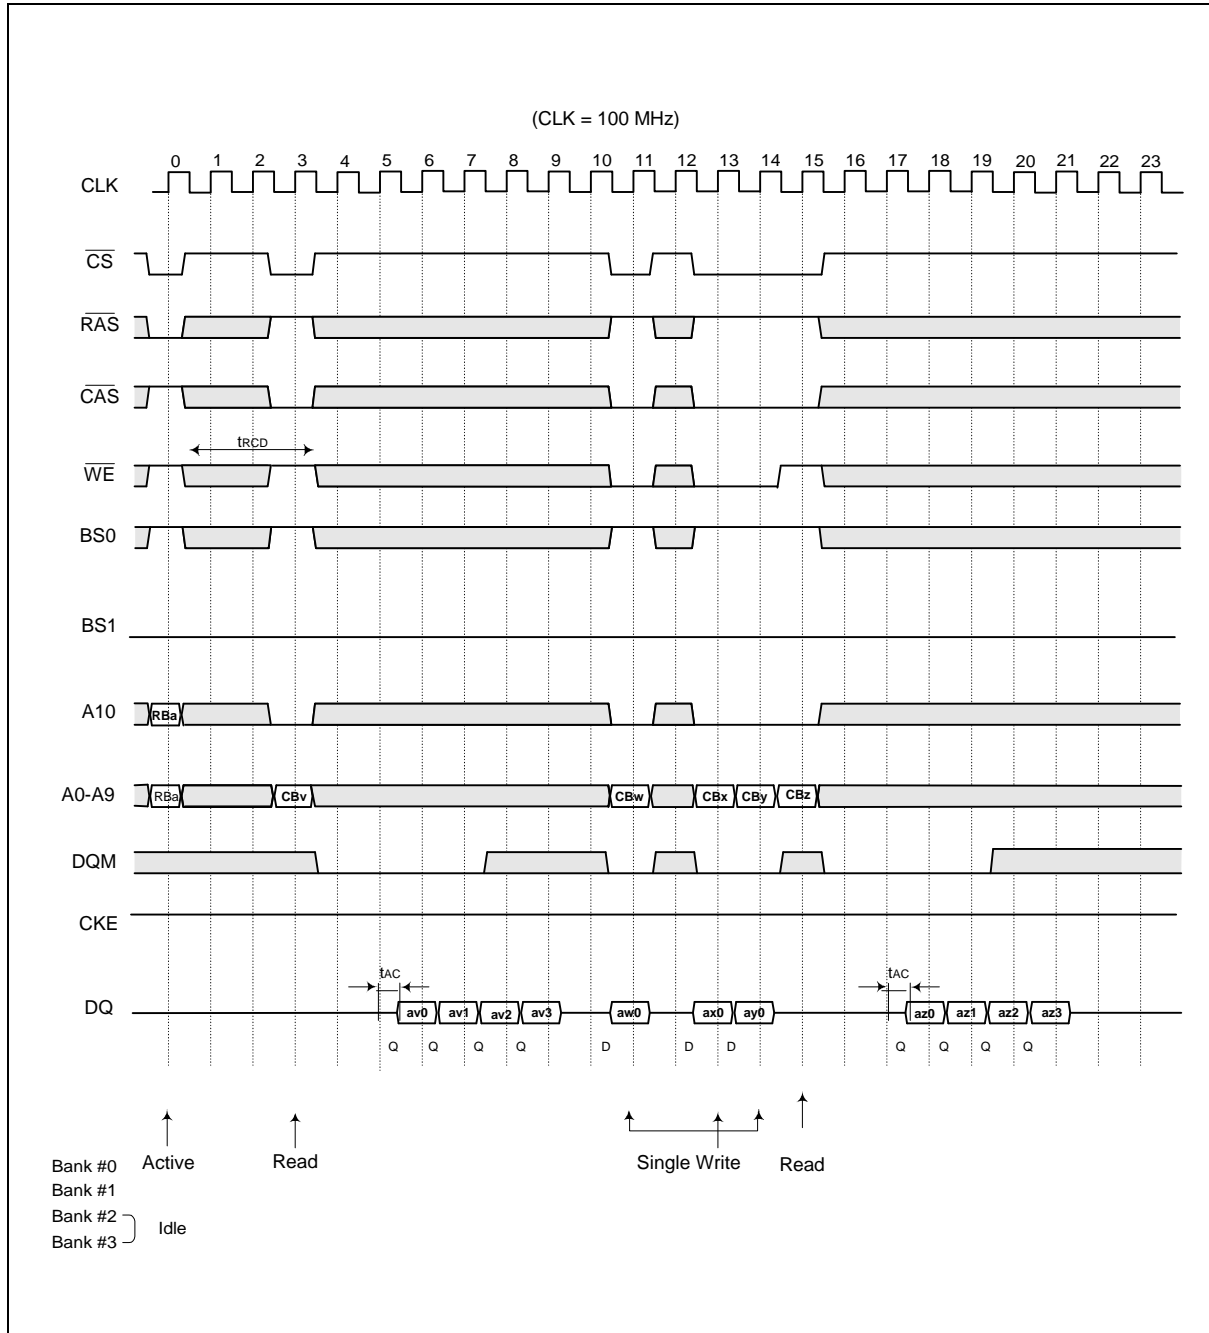 (CLK = 100 MHz)
0 1 2 3 4 5 6 7 8 9 10 11 12 13 14 15 16 17 18 19 20 21 22 23
CLK
CS
RAS
CAS
tRCD
WE
BS0
BS1
A10 RBa
A0-A9 RBa CBv CBw CBx CBy CBz
DQM
CKE
tAC tAC
DQ av0 av1 av2 av3 aw0 ax0 ay0 az0 az1 az2 az3
Q Q Q Q D D D Q Q Q Q
Bank #0 Active Read Single Write Read
Bank #1
Bank #2
Idle
Bank #3